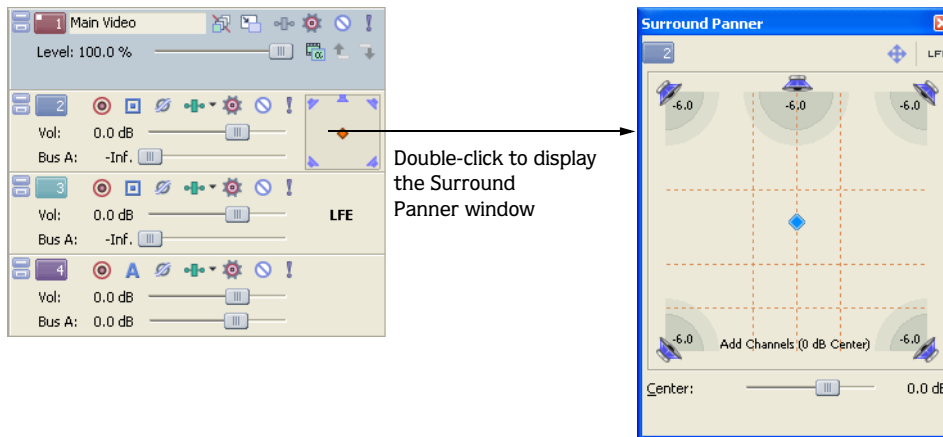 1 Main Video
Level: 100.0 %
2
Vol: 0.0 dB
Bus A: -Inf.
3
Vol: 0.0 dB
LFE
Bus A: -Inf.
4
A
Vol: 0.0 dB
Bus A: 0.0 dB
Double-click to display
the Surround
Panner window
Surround Panner
2
LFE
-6.0 -6.0 -6.0
-6.0 Add Channels (0 dB Center) -6.0
Center: 0.0 dB